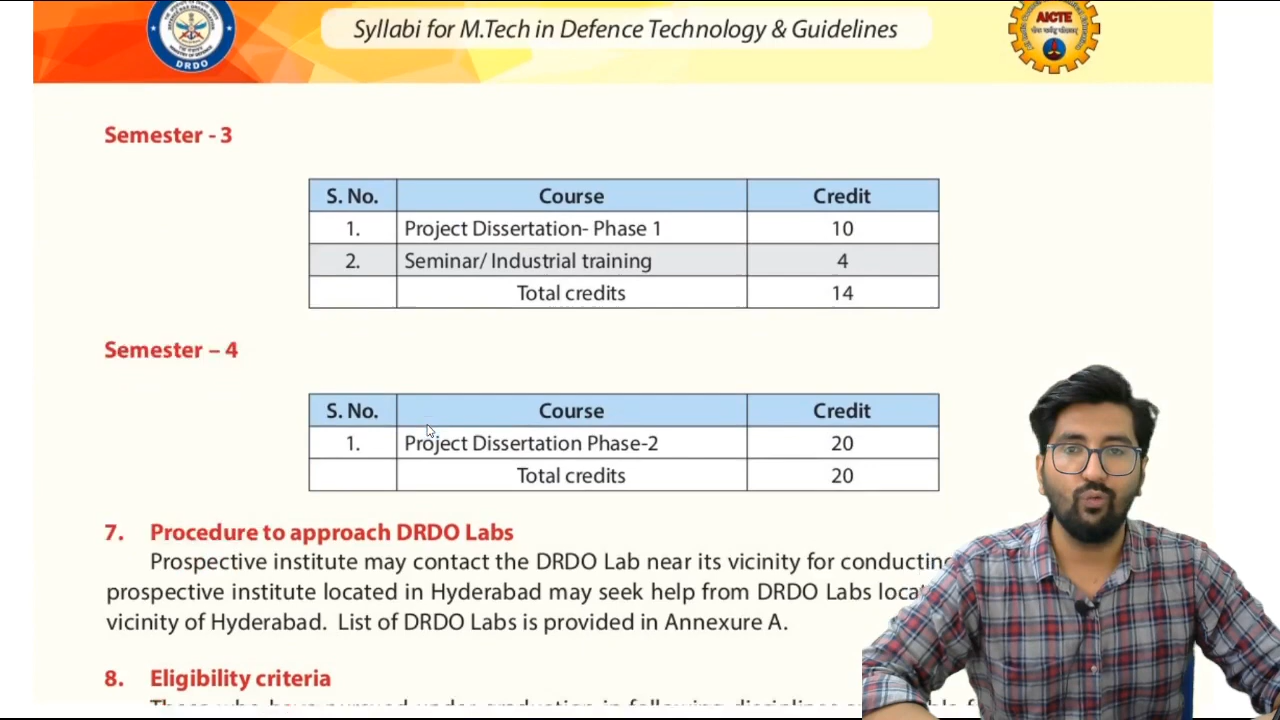 DRDO
Syllabi for M.Tech in Defence Technology & Guidelines
AICTE
Semester - 3
S. No. Course Credit
1. Project Dissertation- Phase 1 10
2. Seminar/ Industrial training 4
Total credits 14
Semester – 4
S. No. Course Credit
1. Project Dissertation Phase-2 20
Total credits 20
7. Procedure to approach DRDO Labs
Prospective institute may contact the DRDO Lab near its vicinity for conducting
prospective institute located in Hyderabad may seek help from DRDO Labs
vicinity of Hyderabad. List of DRDO Labs is provided in Annexure A.
8. Eligibility criteria